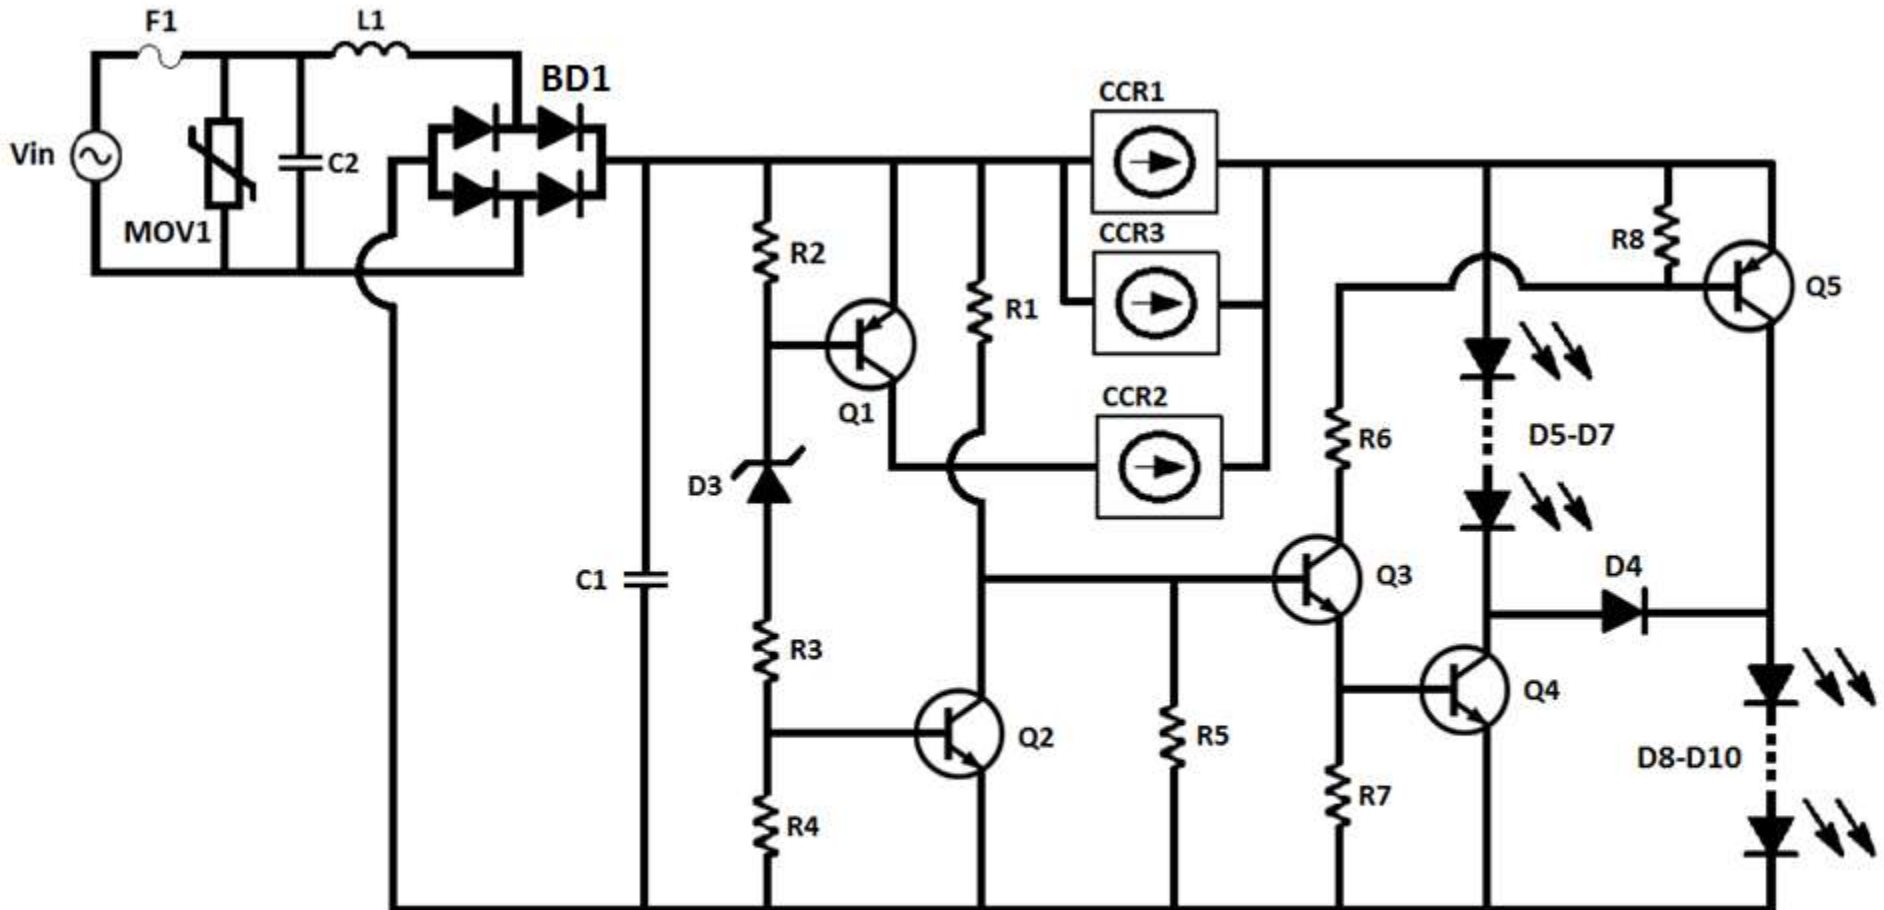 F1
L1
BD1
Vin
C2
MOV1
CCR1
R2
CCR3
R8
R1
Q5
Q1
CCR2
R6
D5-D7
D3
C1
Q3
D4
R3
Q4
Q2
R5
D8-D10
R7
R4